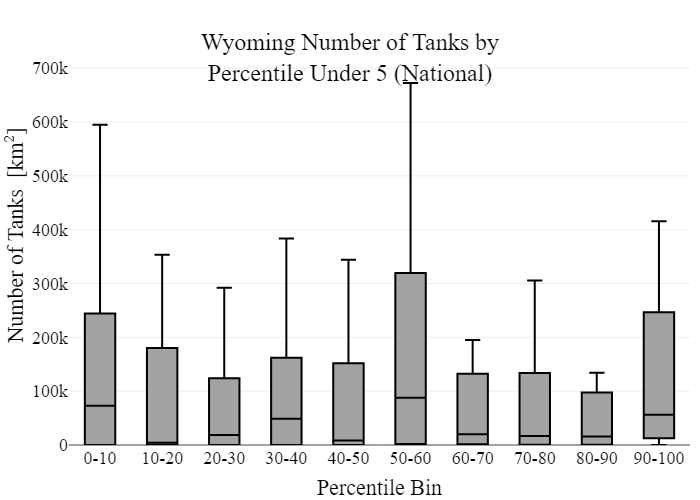 Wyoming Number of Tanks by
Percentile Under 5 (National)
Number of Tanks [km²]
700k
600k
500k
400k
300k
200k
100k
0
0-10 10-20 20-30 30-40 40-50 50-60 60-70 70-80 80-90 90-100
Percentile Bin